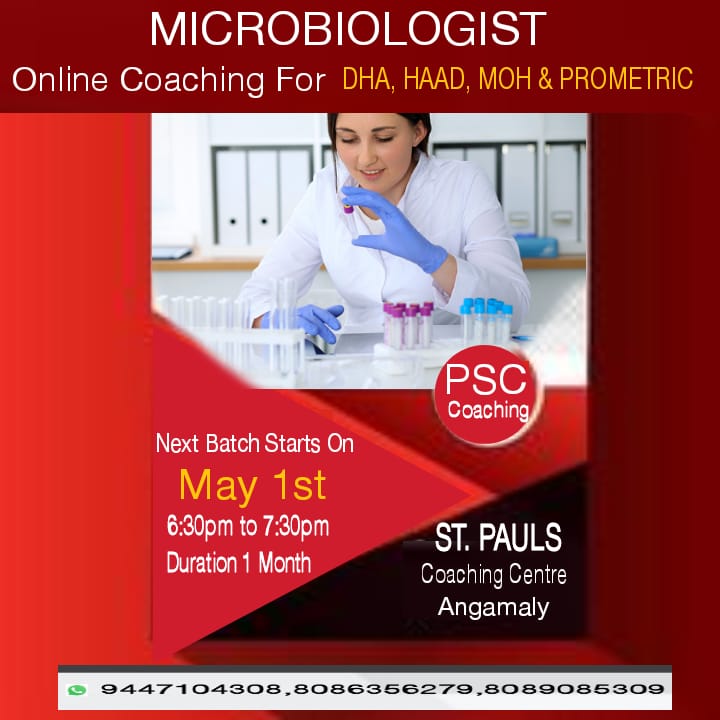 MICROBIOLOGIST
Online Coaching For DHA, HAAD, MOH & PROMETRIC
PSC
Coaching
Next Batch Starts On
May 1st
6:30pm to 7:30pm
Duration 1 Month
ST. PAULS
Coaching Centre
Angamaly
9447104308,8086356279,8089085309